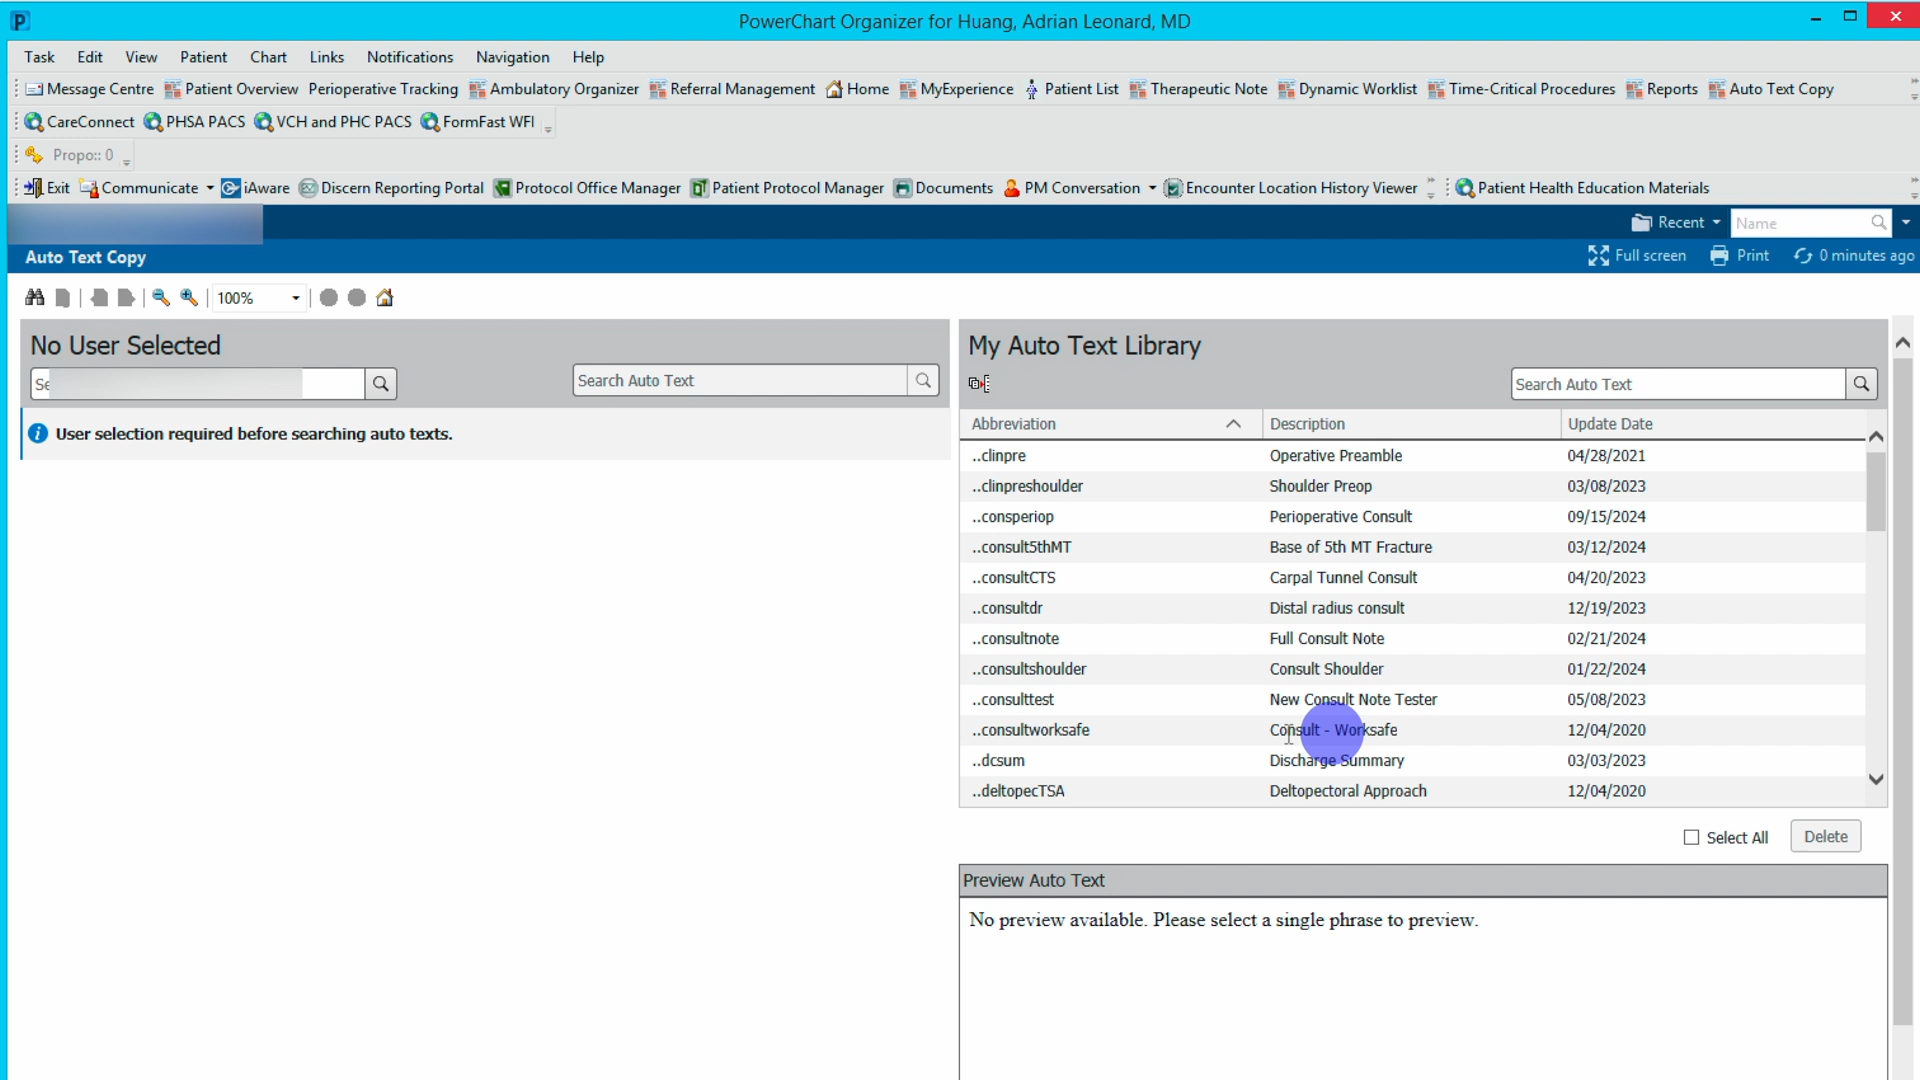 P PowerChart Organizer for Huang, Adrian Leonard, MD
Task Edit View Patient Chart Links Notifications Navigation Help
Message Centre Patient Overview Perioperative Tracking Ambulatory Organizer Referral Management Home MyExperience Patient List Therapeutic Note Dynamic Worklist Time-Critical Procedures Reports Auto Text Copy
CareConnect PHSA PACS VCH and PHC PACS FormFast WFI
Propo:: 0
Exit Communicate iAware Discern Reporting Portal Protocol Office Manager Patient Protocol Manager Documents PM Conversation Encounter Location History Viewer Patient Health Education Materials
Recent Name
Auto Text Copy Full screen Print 0 minutes ago
100%
No User Selected
Search Auto Text
User selection required before searching auto texts.
My Auto Text Library
Search Auto Text
Abbreviation Description Update Date
..clinpre Operative Preamble 04/28/2021
..clinpreshoulder Shoulder Preop 03/08/2023
..consperiop Perioperative Consult 09/15/2024
..consult5thMT Base of 5th MT Fracture 03/12/2024
..consultCTS Carpal Tunnel Consult 04/20/2023
..consultdr Distal radius consult 12/19/2023
..consultnote Full Consult Note 02/21/2024
..consultshoulder Consult Shoulder 01/22/2024
..consulttest New Consult Note Tester 05/08/2023
..consultworksafe Consult - Worksafe 12/04/2020
..dcsum Discharge Summary 03/03/2023
..deltopecTSA Deltopectoral Approach 12/04/2020
Select All Delete
Preview Auto Text
No preview available. Please select a single phrase to preview.